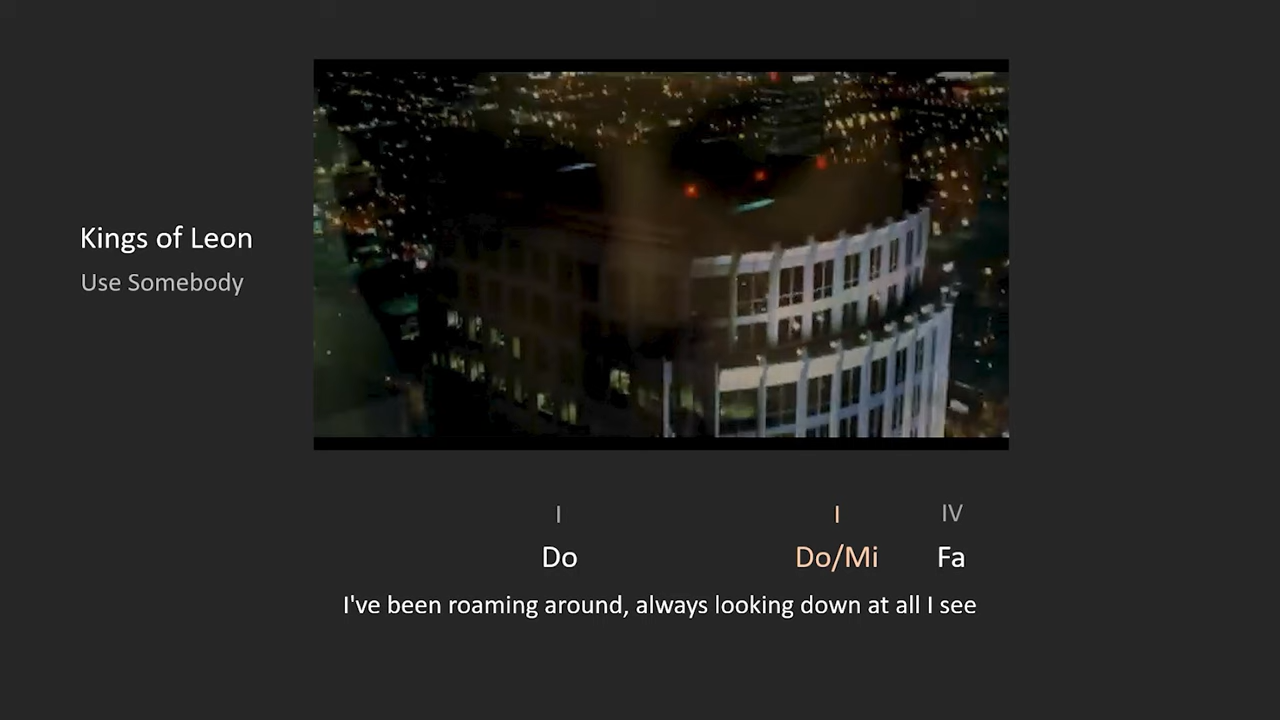 Kings of Leon
Use Somebody
I I IV
Do Do/Mi Fa
I've been roaming around, always looking down at all I see